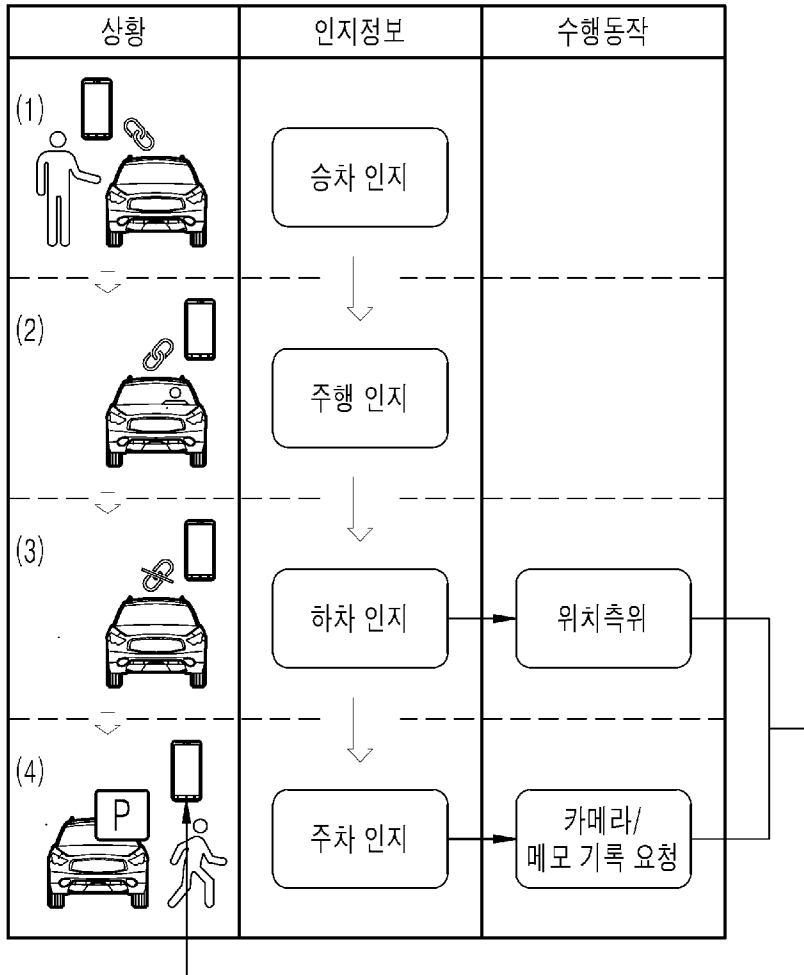 상황 인지정보 수행동작
(1)
승차 인지
(2)
주행 인지
(3)
하차 인지 위치측위
(4)
P
주차 인지 카메라/
메모 기록 요청